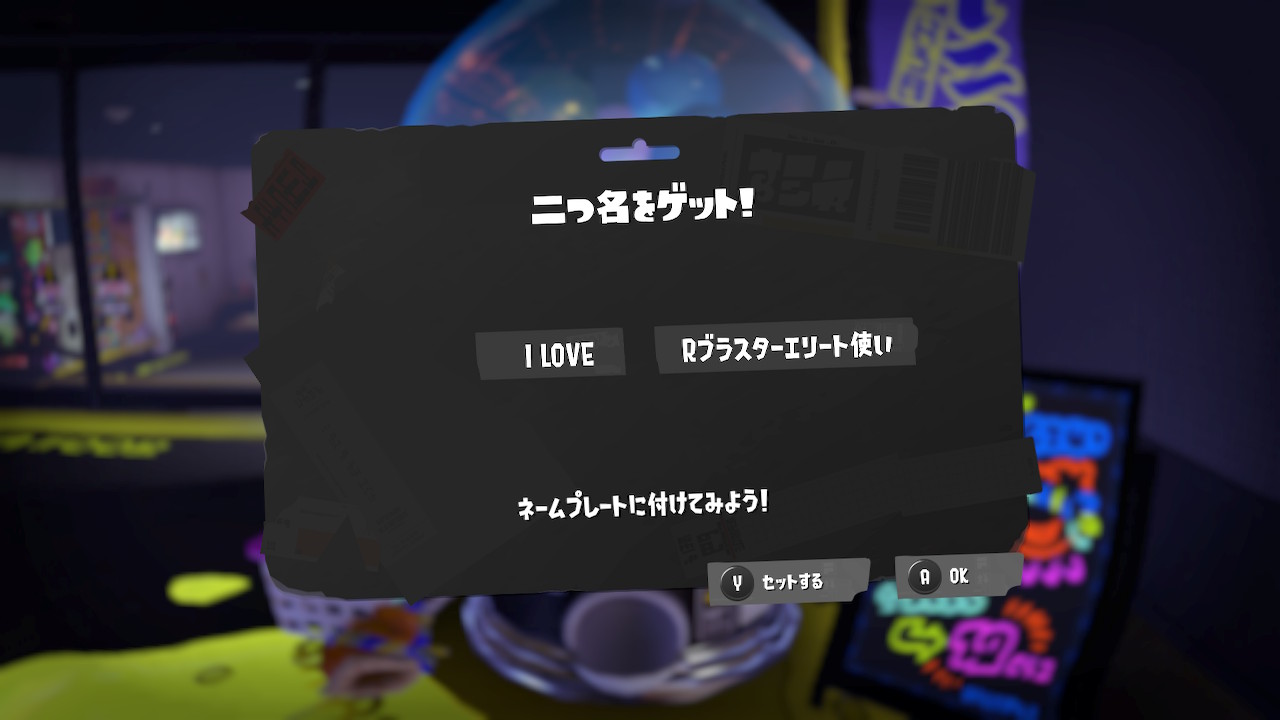 二つ名をゲット!
I LOVE Rブラスターエリート使い
ネームプレートに付けてみよう!
Y セットする A OK